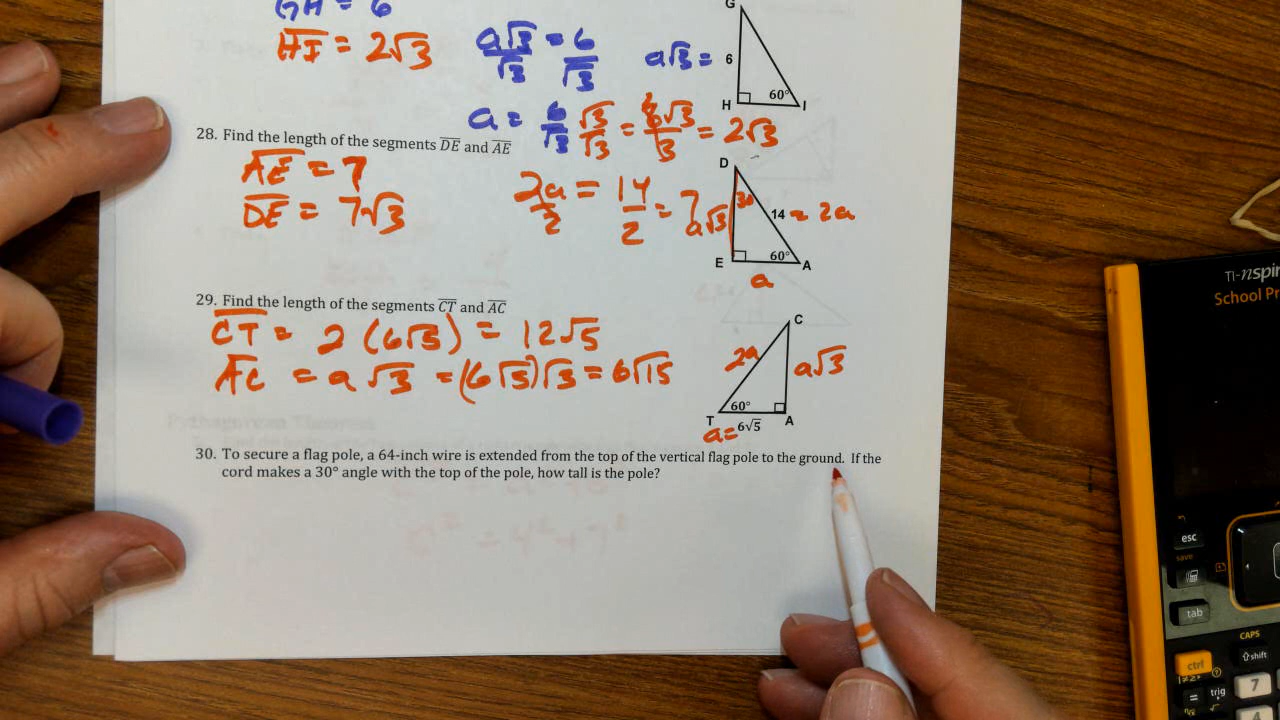 GH = 6
HI = 2√3
a√3 = 6
√3 √3
a√3 =
G
6
60°
H
I
a = 6/√3 √3/√3 = 6√3/3 = 2√3
28. Find the length of the segments DE and AE
AE = 7
DE = 7√3
2a/2 = 14/2 = 7
a√3
D
30
14 = 2a
60°
E
A
a
29. Find the length of the segments CT and AC
CT = 2 (6√5) = 12√5
AC = a√3 = (6√5)√3 = 6√15
C
2a
a√3
60°
T
A
a= 6√5
30. To secure a flag pole, a 64-inch wire is extended from the top of the vertical flag pole to the ground. If the
cord makes a 30° angle with the top of the pole, how tall is the pole?
TI-nspir
School Pr
esc
save
tab
CAPS
ctrl
shift
=
trig
7
4